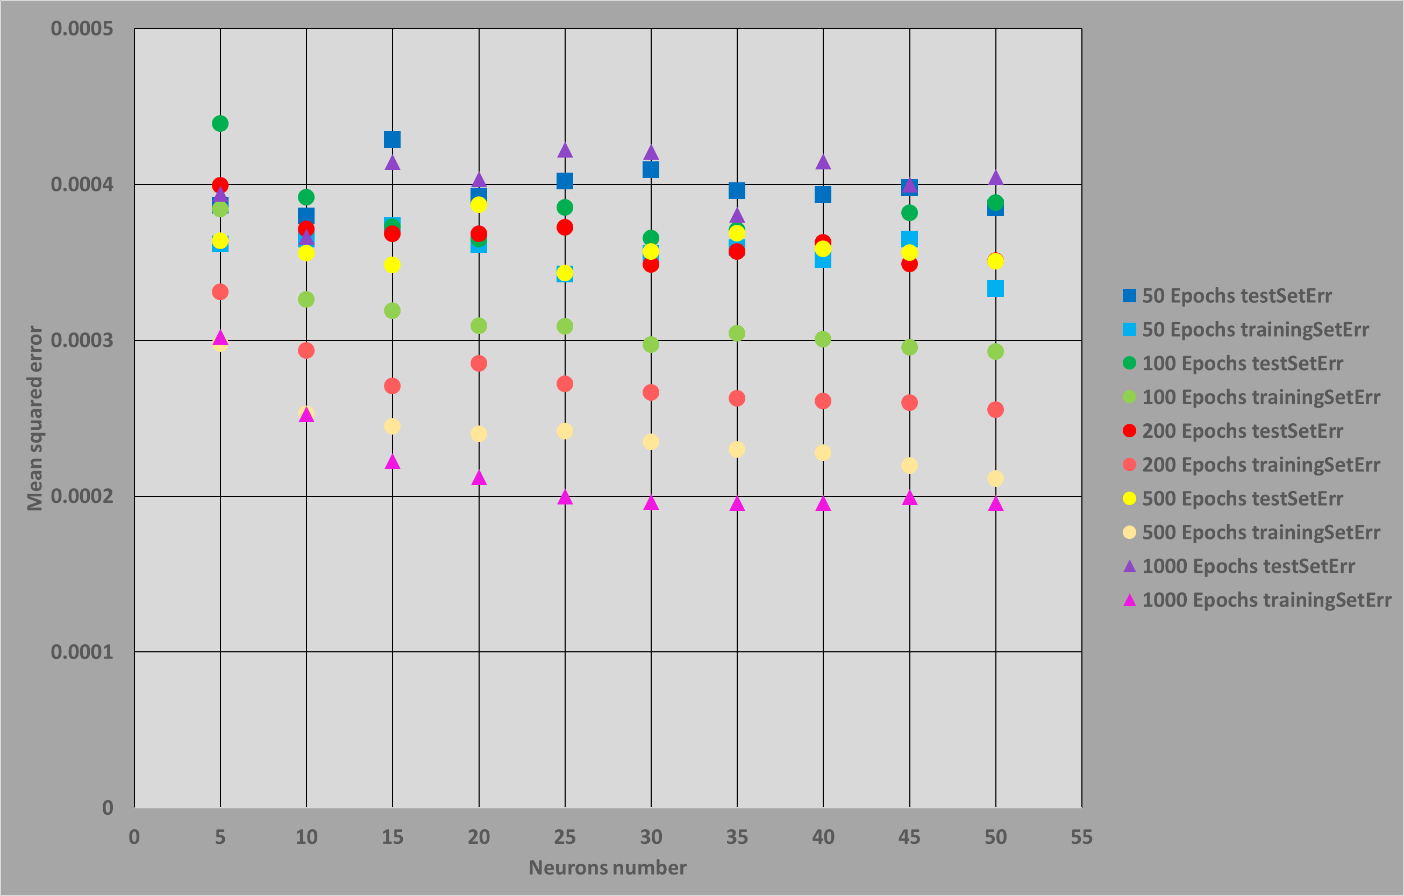 0.0005
0.0004
0.0003
0.0002
0.0001
0
Mean squared error
0 5 10 15 20 25 30 35 40 45 50 55
Neurons number
50 Epochs testSetErr
50 Epochs trainingSetErr
100 Epochs testSetErr
100 Epochs trainingSetErr
200 Epochs testSetErr
200 Epochs trainingSetErr
500 Epochs testSetErr
500 Epochs trainingSetErr
1000 Epochs testSetErr
1000 Epochs trainingSetErr